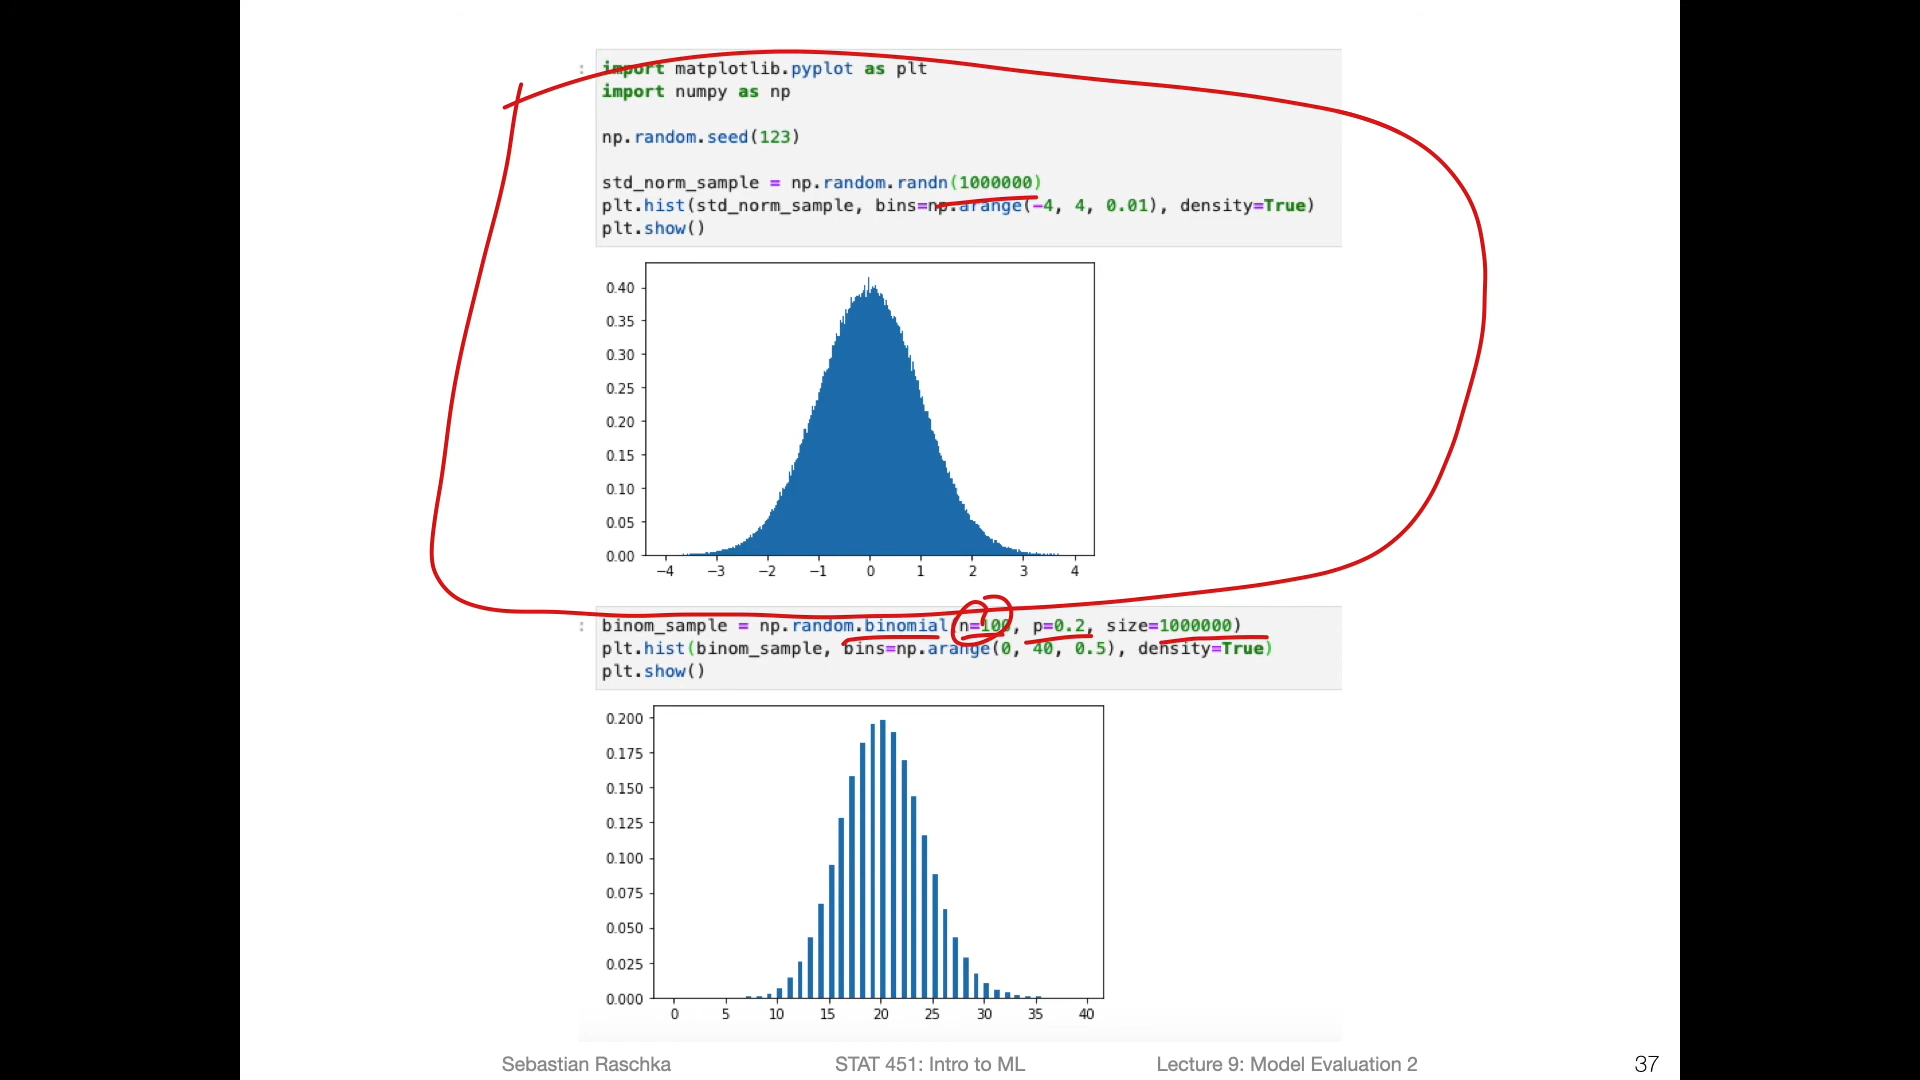 : import matplotlib.pyplot as plt
import numpy as np
np.random.seed(123)
std_norm_sample = np.random.randn(1000000)
plt.hist(std_norm_sample, bins=np.arange(-4, 4, 0.01), density=True)
plt.show()
0.40
0.35
0.30
0.25
0.20
0.15
0.10
0.05
0.00
−4 −3 −2 −1 0 1 2 3 4
: binom_sample = np.random.binomial(n=100, p=0.2, size=1000000)
plt.hist(binom_sample, bins=np.arange(0, 40, 0.5), density=True)
plt.show()
0.200
0.175
0.150
0.125
0.100
0.075
0.050
0.025
0.000
0 5 10 15 20 25 30 35 40
Sebastian Raschka STAT 451: Intro to ML Lecture 9: Model Evaluation 2 37